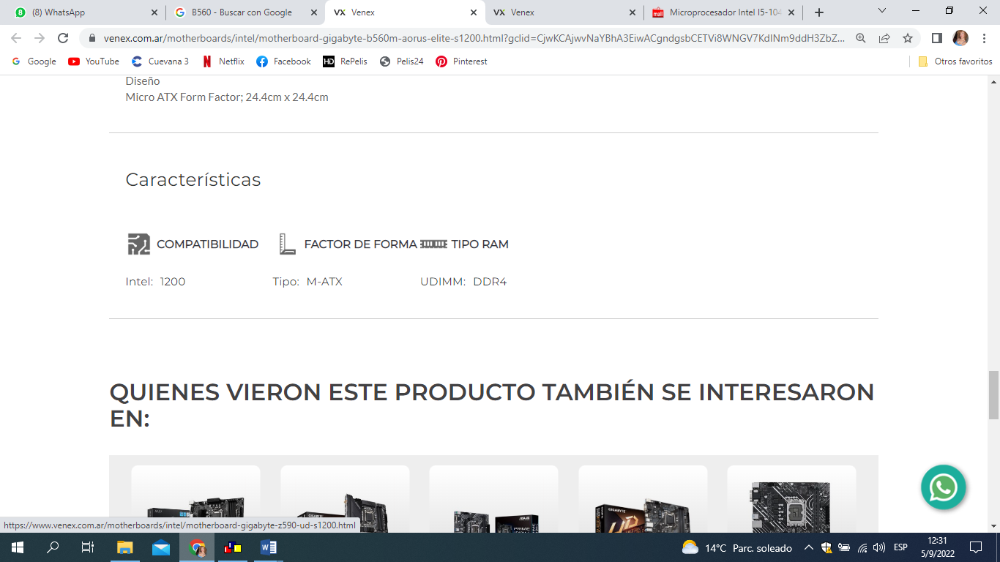 (8) WhatsApp
B560 - Buscar con Google
Venex
Venex
Microprocesador Intel I5-104
venex.com.ar/motherboards/intel/motherboard-gigabyte-b560m-aorus-elite-s1200.html?gclid=CjwKCAjwvNaYBhA3EiwACgndgsbCETVi8WNGV7KdINm9ddH3ZbZ...
Google
YouTube
Cuevana 3
Netflix
Facebook
RePelis
Pelis24
Pinterest
Otros favoritos
Diseño
Micro ATX Form Factor; 24.4cm x 24.4cm
Características
COMPATIBILIDAD
FACTOR DE FORMA
TIPO RAM
Intel: 1200
Tipo: M-ATX
UDIMM: DDR4
QUIENES VIERON ESTE PRODUCTO TAMBIÉN SE INTERESARON
EN:
https://www.venex.com.ar/motherboards/intel/motherboard-gigabyte-z590-ud-s1200.html
14°C Parc. soleado
ESP
12:31
5/9/2022